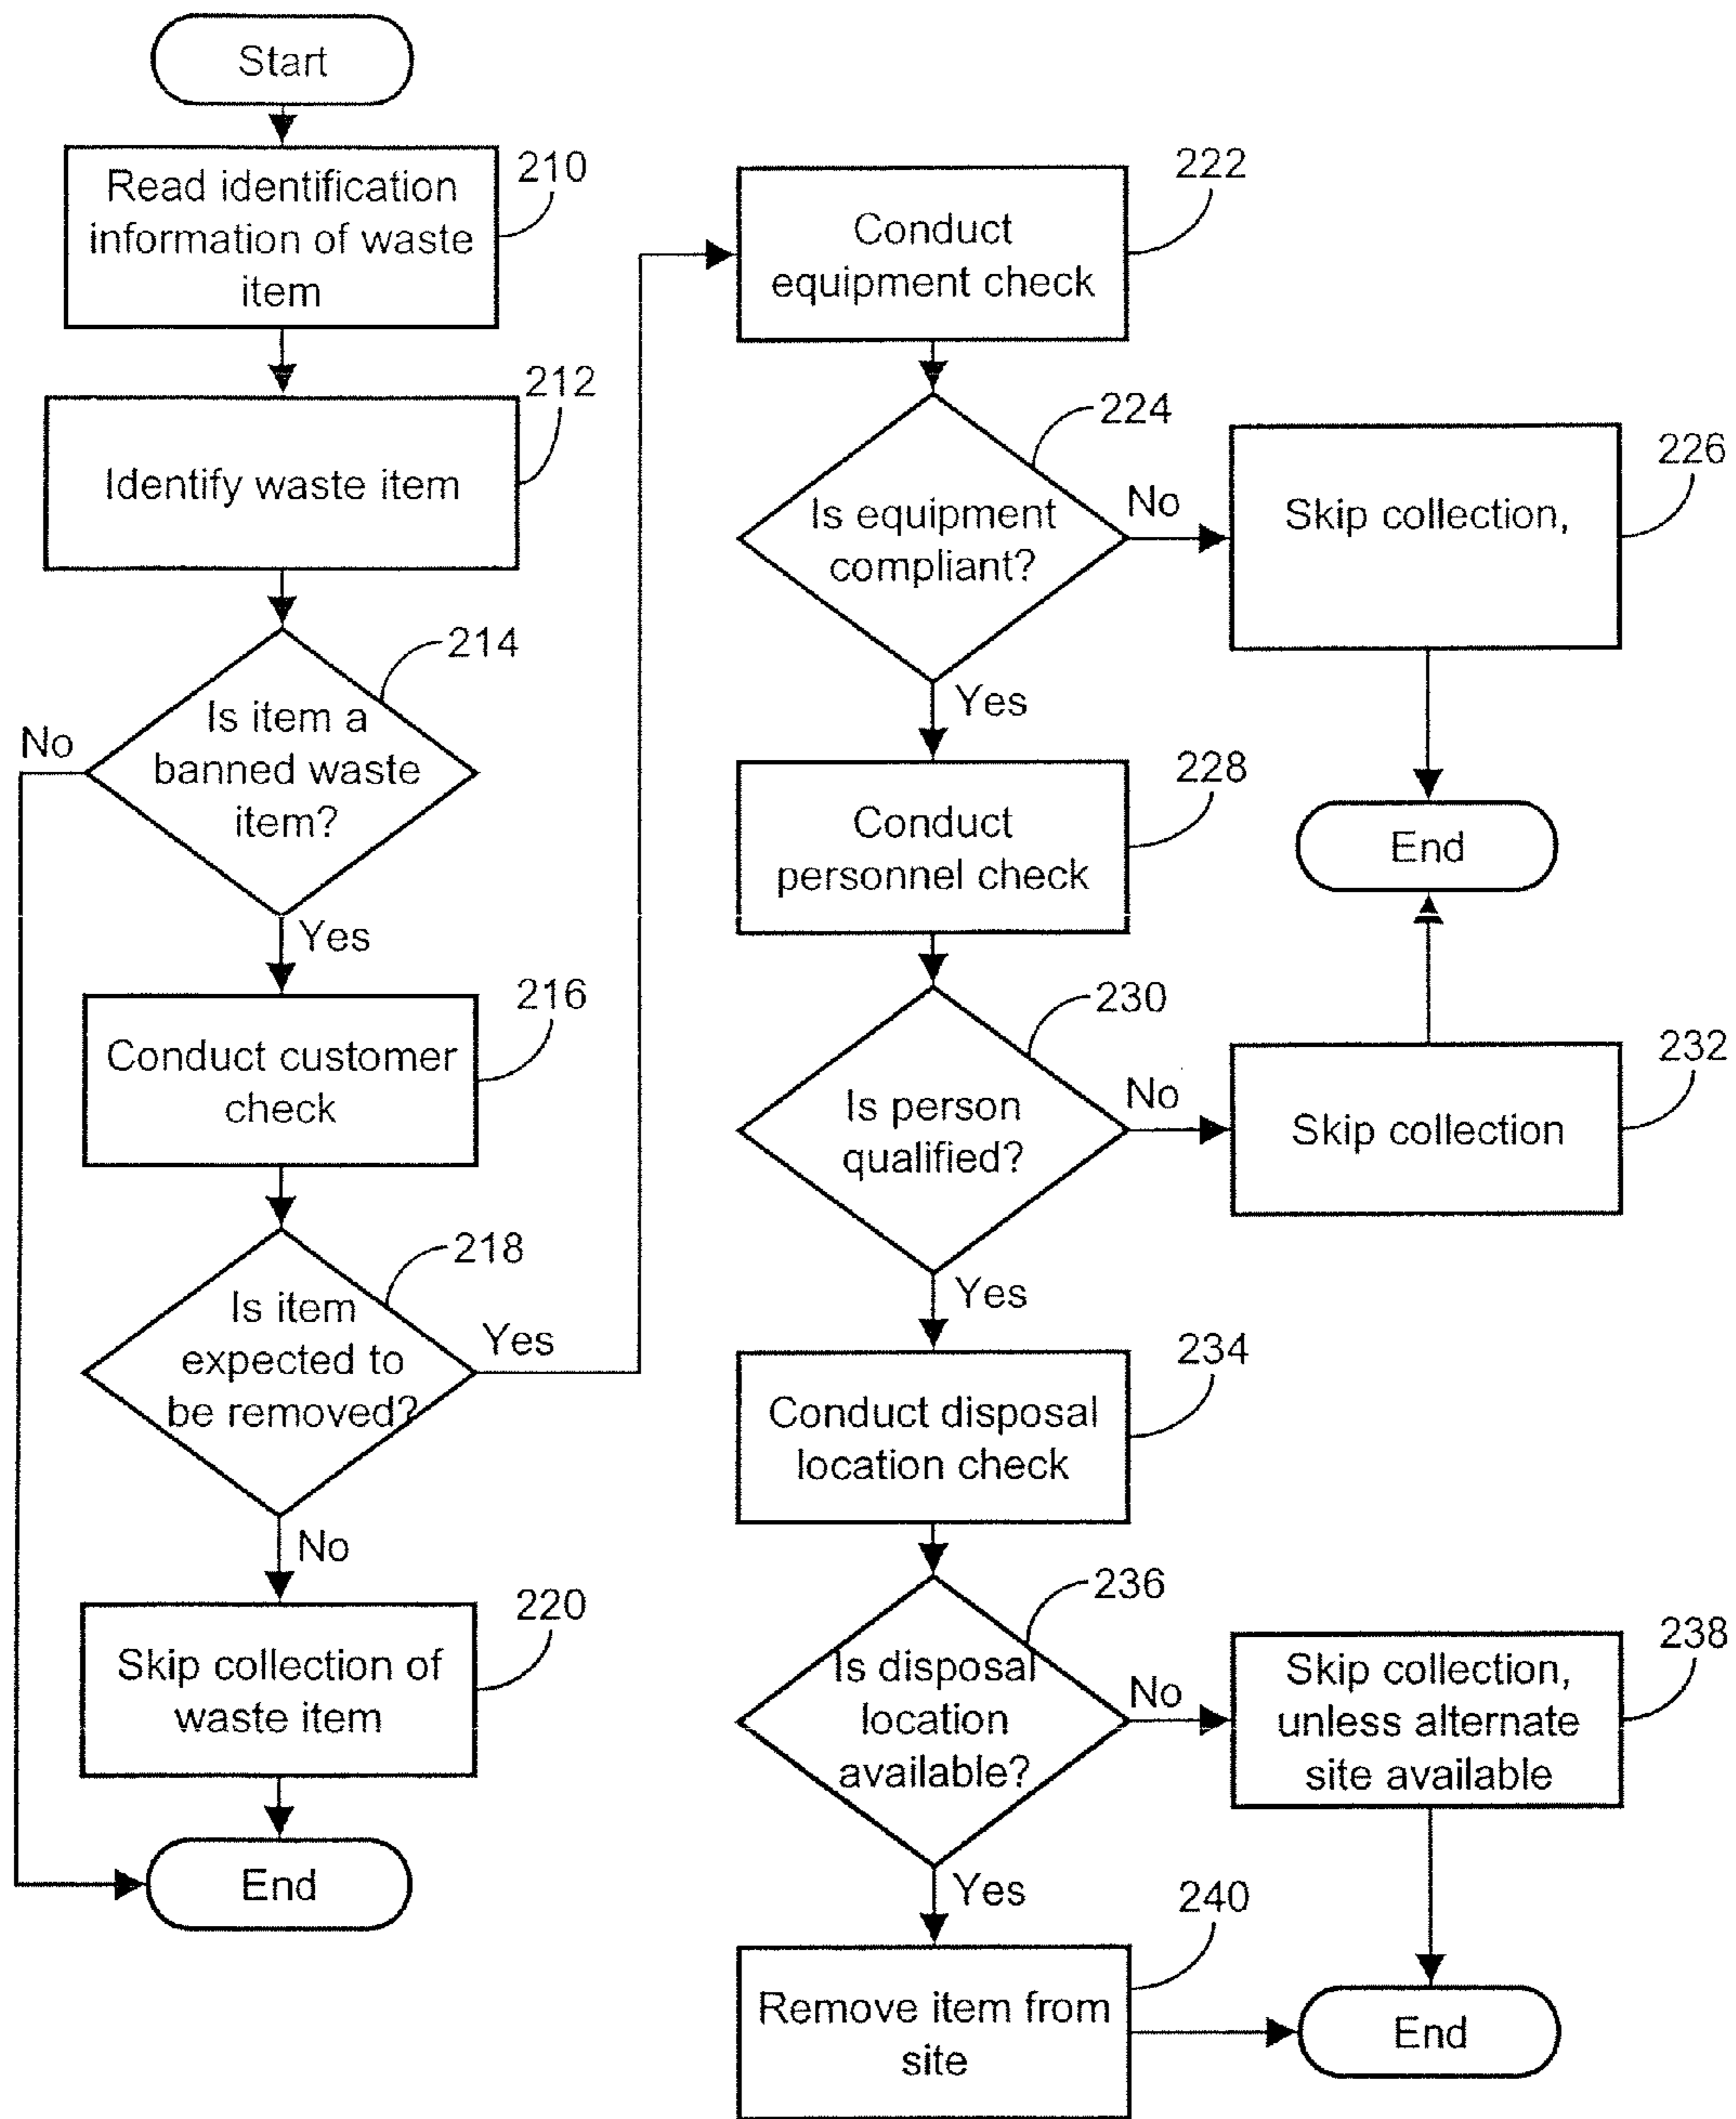 Start
Read identification
information of waste
item
210
Identify waste item
212
Is item a
banned waste
item?
214
No
Yes
Conduct customer
check
216
Is item
expected to
be removed?
218
Yes
No
Skip collection of
waste item
220
End
Conduct
equipment check
222
Is equipment
compliant?
224
No
Skip collection,
226
Yes
End
Conduct
personnel check
228
Is person
qualified?
230
No
Skip collection
232
Yes
Conduct disposal
location check
234
Is disposal
location
available?
236
No
Skip collection,
unless alternate
site available
238
Yes
Remove item from
site
240
End